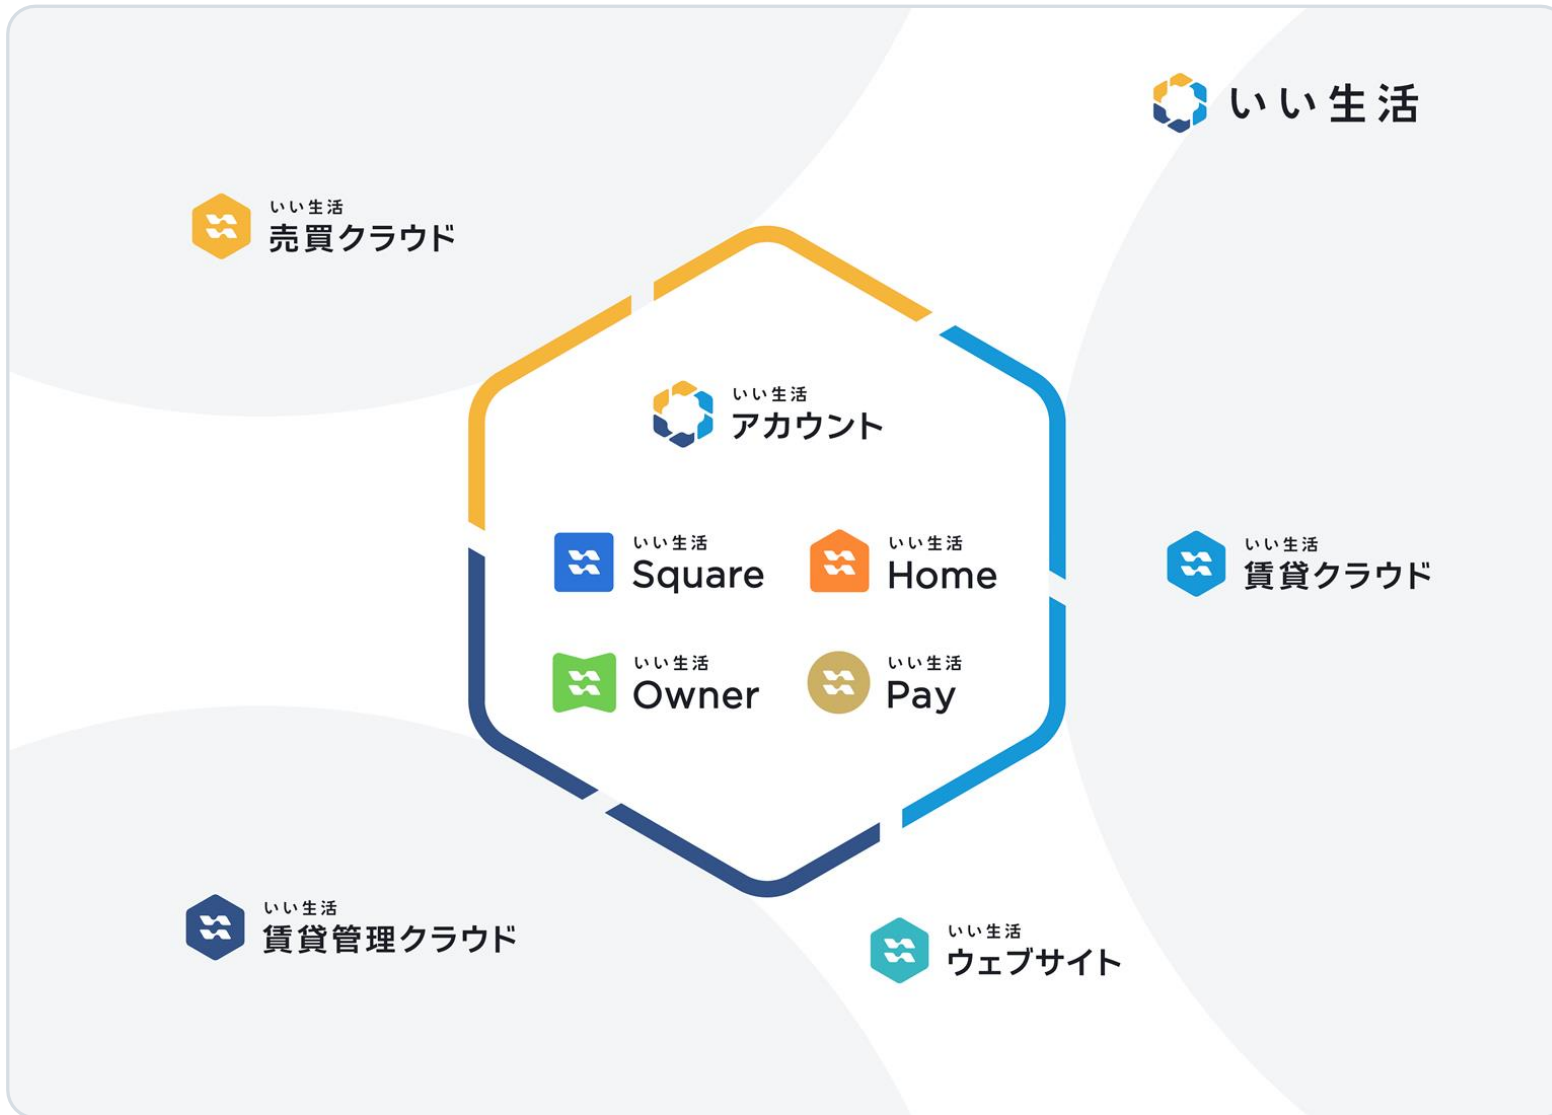 いい生活
いい生活
売買クラウド
いい生活
アカウント
いい生活
Square
いい生活
Home
いい生活
賃貸クラウド
いい生活
Owner
いい生活
Pay
いい生活
賃貸管理クラウド
いい生活
ウェブサイト